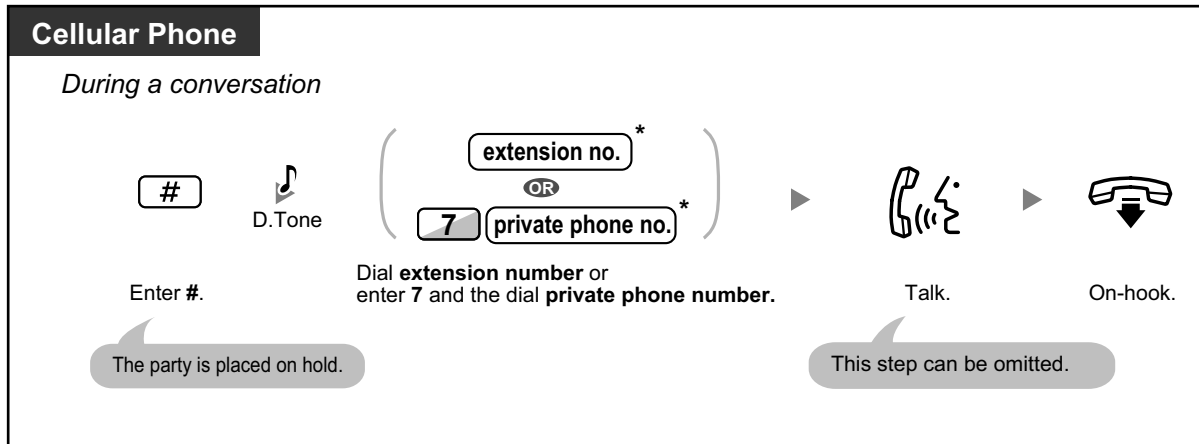 Cellular Phone
During a conversation
extension no. *
OR
#
D.Tone
7 private phone no. *
Dial extension number or
enter 7 and the dial private phone number.
Enter #.
Talk.
On-hook.
The party is placed on hold.
This step can be omitted.